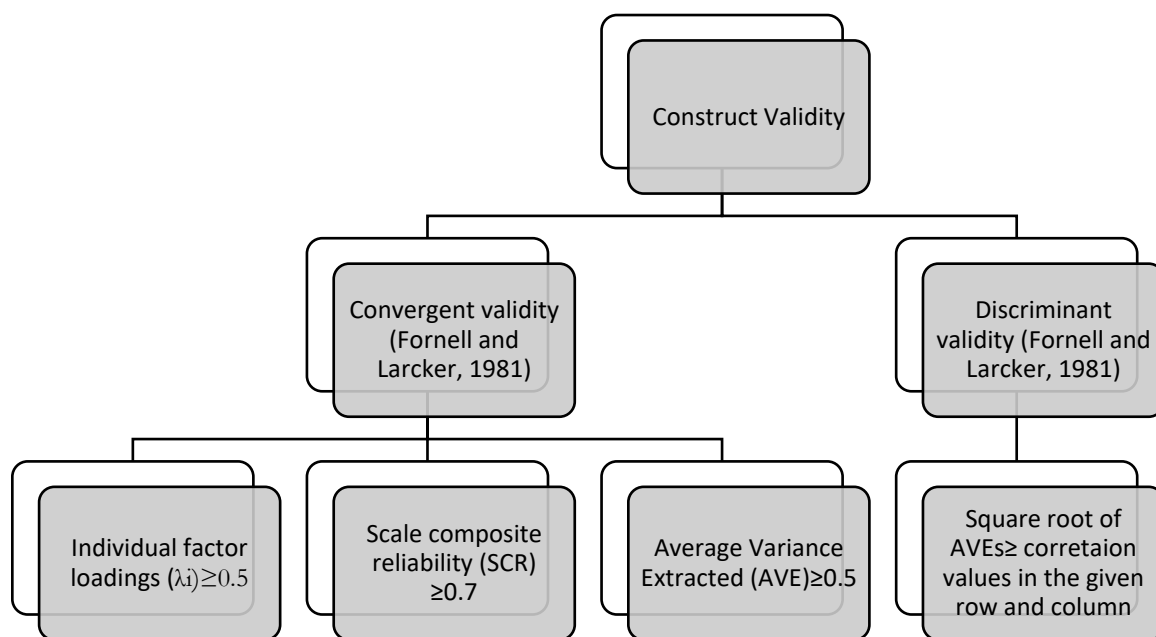 Construct Validity
Convergent validity
(Fornell and
Larcker, 1981)
Discriminant
validity (Fornell and
Larcker, 1981)
Individual factor
loadings (λi)≥0.5
Scale composite
reliability (SCR)
≥0.7
Average Variance
Extracted (AVE)≥0.5
Square root of
AVEs≥ corretaion
values in the given
row and column